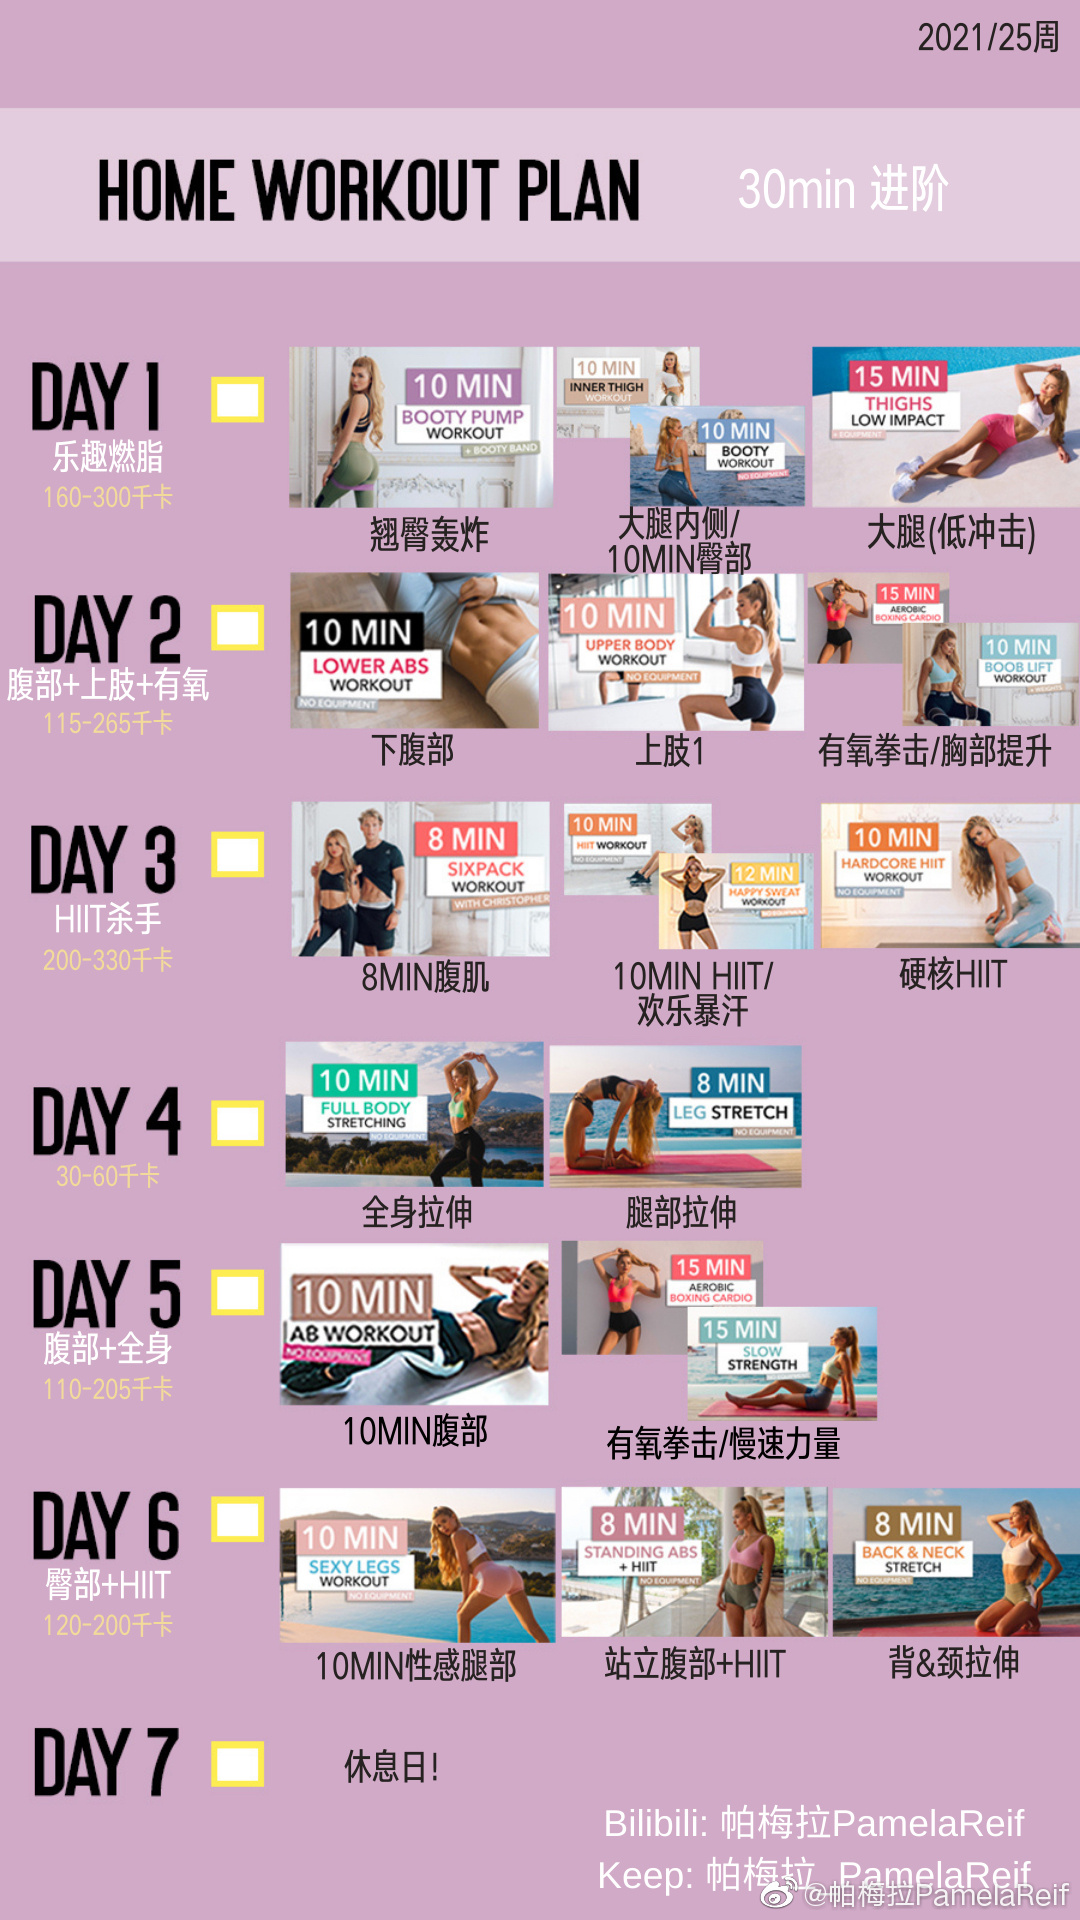 2021/25周
HOME WORKOUT PLAN
30min 进阶
DAY 1
乐趣燃脂
160-300千卡
10 MIN
BOOTY PUMP
WORKOUT
+ BOOTY BAND
翘臀轰炸
10 MIN
INNER THIGH
WORKOUT
10 MIN
BOOTY
WORKOUT
NO EQUIPMENT
大腿内侧/
10MIN臀部
15 MIN
THIGHS
LOW IMPACT
+ EQUIPMENT
大腿(低冲击)
DAY 2
腹部+上肢+有氧
115-265千卡
10 MIN
LOWER ABS
WORKOUT
NO EQUIPMENT
下腹部
10 MIN
UPPER BODY
WORKOUT
NO EQUIPMENT
上肢1
15 MIN
AEROBIC
BOXING CARDIO
10 MIN
BOOB LIFT
WORKOUT
+ WEIGHTS
有氧拳击/胸部提升
DAY 3
HIIT杀手
200-330千卡
8 MIN
SIXPACK
WORKOUT
WITH CHRISTOPHER
8MIN腹肌
10 MIN
HIIT WORKOUT
NO EQUIPMENT
12 MIN
HAPPY SWEAT
WORKOUT
NO EQUIPMENT
10MIN HIIT/
欢乐暴汗
10 MIN
HARDCORE HIIT
WORKOUT
NO EQUIPMENT
硬核HIIT
DAY 4
30-60千卡
10 MIN
FULL BODY
STRETCHING
NO EQUIPMENT
全身拉伸
8 MIN
LEG STRETCH
NO EQUIPMENT
腿部拉伸
DAY 5
腹部+全身
110-205千卡
10 MIN
AB WORKOUT
NO EQUIPMENT
10MIN腹部
15 MIN
AEROBIC
BOXING CARDIO
15 MIN
SLOW
STRENGTH
有氧拳击/慢速力量
DAY 6
臀部+HIIT
120-200千卡
10 MIN
SEXY LEGS
WORKOUT
NO EQUIPMENT
10MIN性感腿部
8 MIN
STANDING ABS
+ HIIT
NO EQUIPMENT
站立腹部+HIIT
8 MIN
BACK & NECK
STRETCH
NO EQUIPMENT
背&颈拉伸
DAY 7
休息日!
Bilibili: 帕梅拉PamelaReif
Keep: 帕梅拉_PamelaReif
@帕梅拉PamelaReif